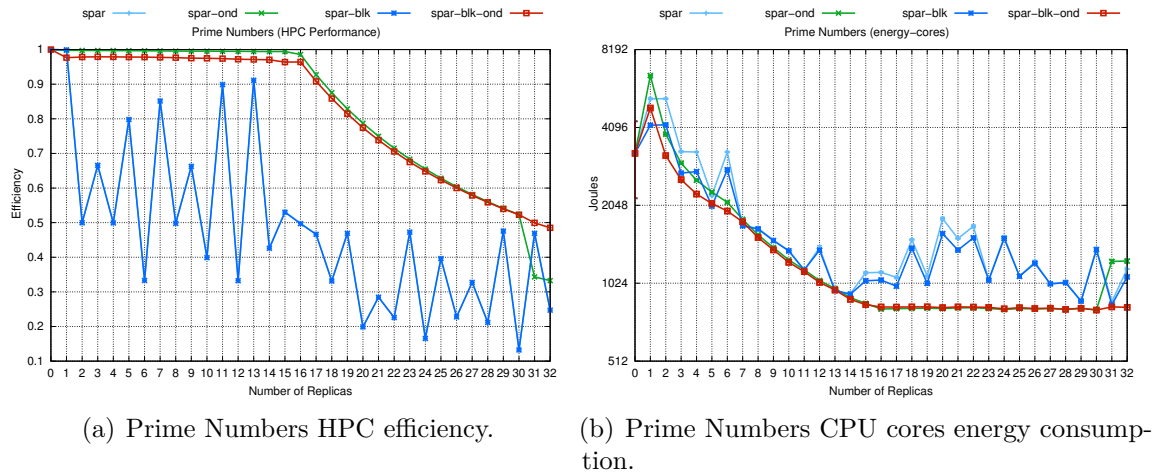 spar spar-ond spar-blk spar-blk-ond
Prime Numbers (HPC Performance)
1
0.9
0.8
0.7
0.6
0.5
0.4
0.3
0.2
0.1
Efficiency
0 1 2 3 4 5 6 7 8 9 10 11 12 13 14 15 16 17 18 19 20 21 22 23 24 25 26 27 28 29 30 31 32
Number of Replicas
(a) Prime Numbers HPC efficiency.
spar spar-ond spar-blk spar-blk-ond
Prime Numbers (energy-cores)
8192
4096
2048
1024
512
Joules
0 1 2 3 4 5 6 7 8 9 10 11 12 13 14 15 16 17 18 19 20 21 22 23 24 25 26 27 28 29 30 31 32
Number of Replicas
(b) Prime Numbers CPU cores energy consump-
tion.